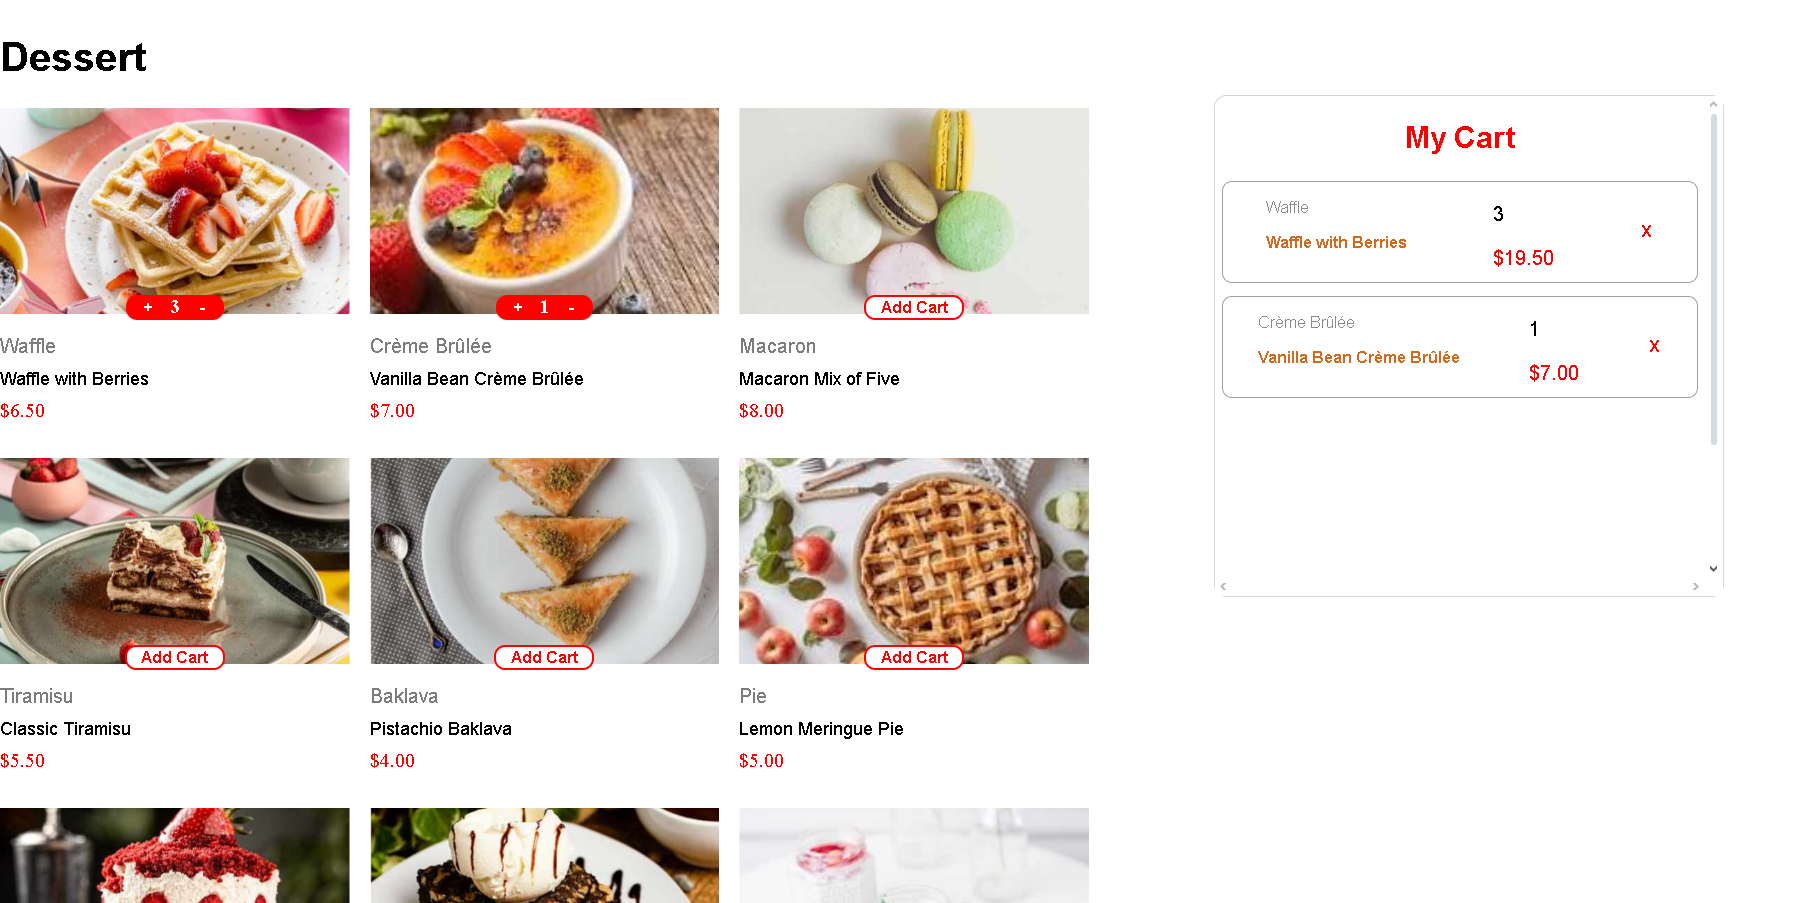 Dessert
+ 3 -
+ 1 -
Add Cart
Waffle
Waffle with Berries
$6.50
Crème Brûlée
Vanilla Bean Crème Brûlée
$7.00
Macaron
Macaron Mix of Five
$8.00
Add Cart
Add Cart
Add Cart
Tiramisu
Classic Tiramisu
$5.50
Baklava
Pistachio Baklava
$4.00
Pie
Lemon Meringue Pie
$5.00
My Cart
Waffle
Waffle with Berries
3
$19.50
x
Crème Brûlée
Vanilla Bean Crème Brûlée
1
$7.00
x